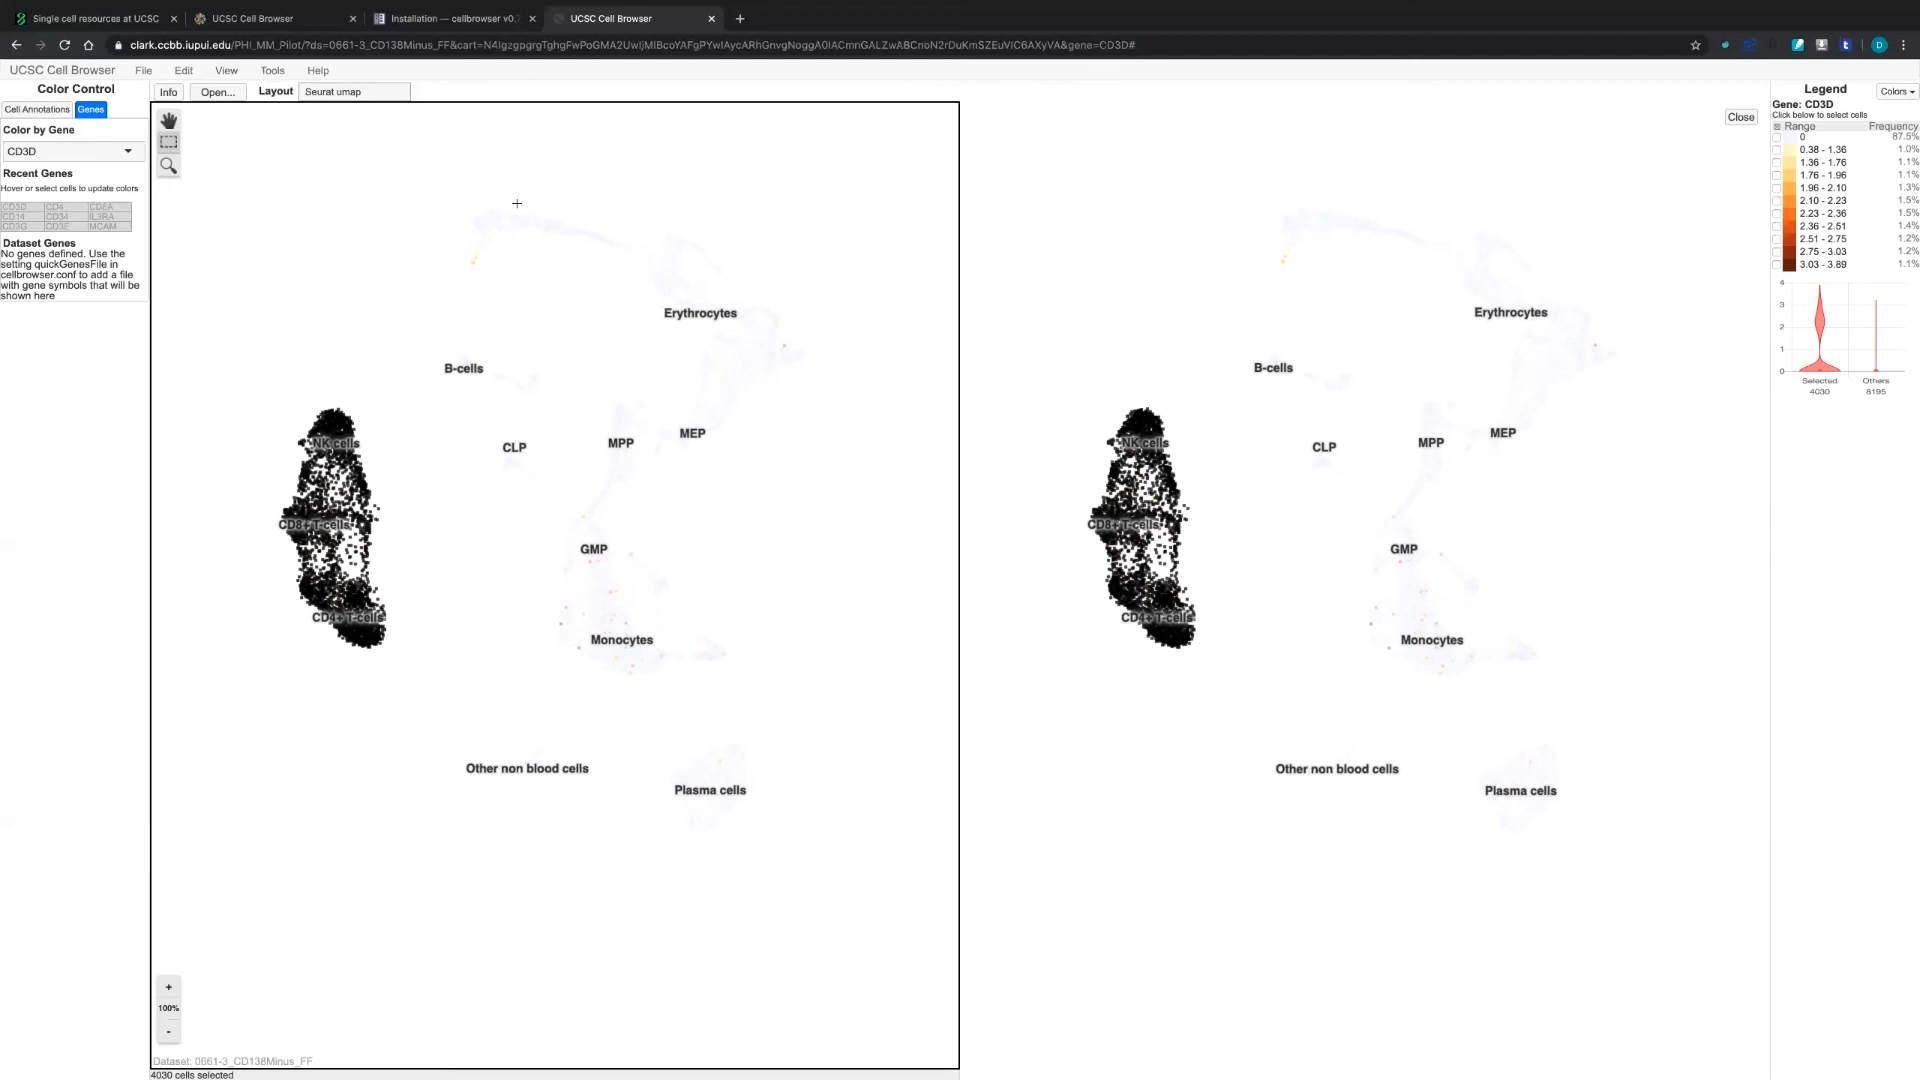 Single cell resources at UCSC
UCSC Cell Browser
Installation — cellbrowser v0.7
UCSC Cell Browser
clark.ccbb.iupui.edu/PHI_MM_Pilot/?ds=0661-3_CD138Minus_FF&cart=N4IgzgpgrgTghgFwPoGMA2UwIjMIBcoYAFgPYwIAycARhGnvgNoggA0IACmnGALZwABCnoN2rDuKmSZEuVIC6AXyVA&gene=CD3D#
UCSC Cell Browser
File
Edit
View
Tools
Help
Color Control
Info
Open...
Layout
Seurat umap
Legend
Colors
Cell Annotations
Genes
Gene: CD3D
Click below to select cells
Close
Range
Frequency
Color by Gene
CD3D
Recent Genes
Hover or select cells to update colors
CD3D CD4 CD8A
CD14 CD34 IL3RA
CD3G CD3E MCAM
Dataset Genes
No genes defined. Use the
setting quickGenesFile in
cellbrowser.conf to add a file
with gene symbols that will be
shown here
0 87.5%
0.38 - 1.36 1.0%
1.36 - 1.76 1.1%
1.76 - 1.96 1.1%
1.96 - 2.10 1.3%
2.10 - 2.23 1.5%
2.23 - 2.36 1.5%
2.36 - 2.51 1.4%
2.51 - 2.75 1.2%
2.75 - 3.03 1.2%
3.03 - 3.89 1.1%
4
3
2
1
0
Selected
4030
Others
6195
Erythrocytes
B-cells
NK cells
CLP
MPP
MEP
CD8+ T-cells
GMP
CD4+ T-cells
Monocytes
Other non blood cells
Plasma cells
Erythrocytes
B-cells
NK cells
CLP
MPP
MEP
CD8+ T-cells
GMP
CD4+ T-cells
Monocytes
Other non blood cells
Plasma cells
+
100%
-
Dataset: 0661-3_CD138Minus_FF
4030 cells selected